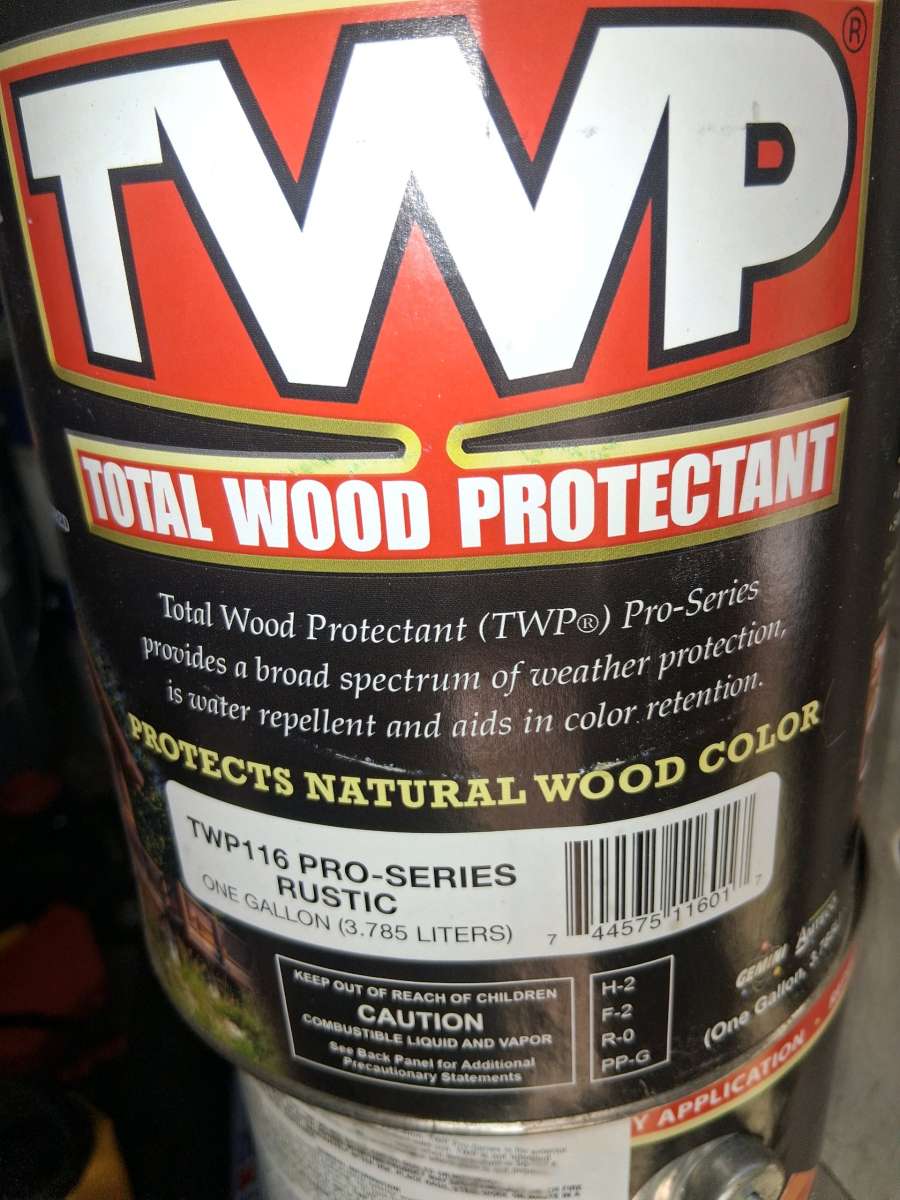 TWP®
TOTAL WOOD PROTECTANT
Total Wood Protectant (TWP®) Pro-Series
provides a broad spectrum of weather protection,
is water repellent and aids in color retention.
PROTECTS NATURAL WOOD COLOR
TWP116 PRO-SERIES
RUSTIC
ONE GALLON (3.785 LITERS)
7 44575 11601 7
KEEP OUT OF REACH OF CHILDREN
CAUTION
COMBUSTIBLE LIQUID AND VAPOR
See Back Panel for Additional
Precautionary Statements
H-2
F-2
R-0
PP-G
GEMINI
(One Gallon,
Y APPLICATION